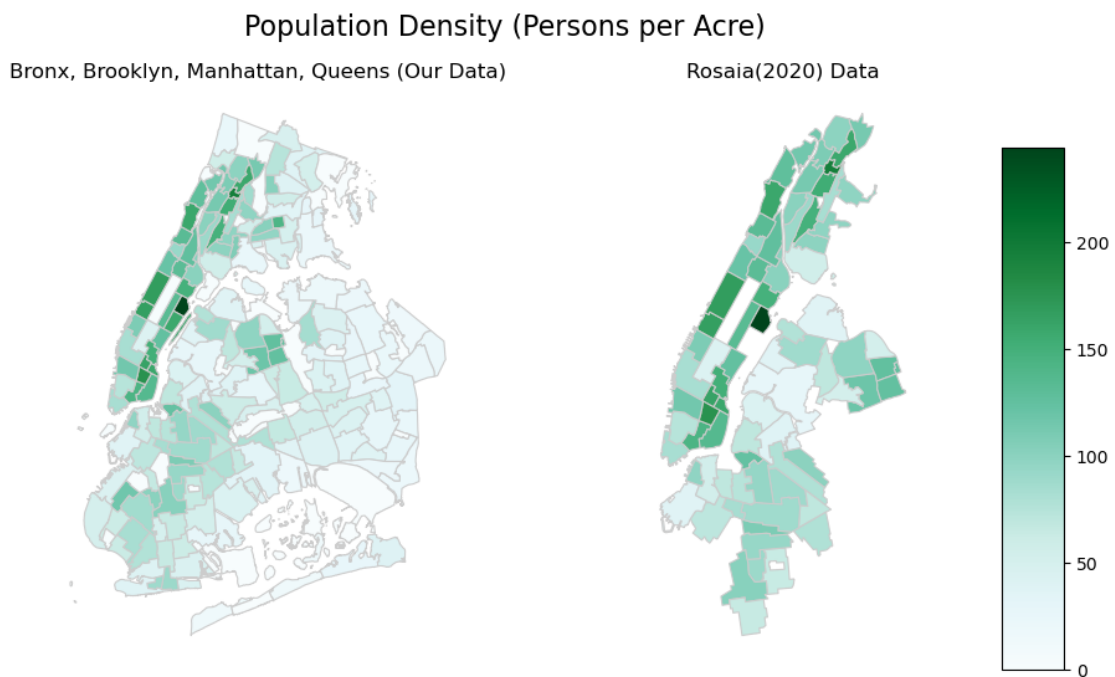 Population Density (Persons per Acre)
Bronx, Brooklyn, Manhattan, Queens (Our Data)
Rosaia(2020) Data
200
150
100
50
0